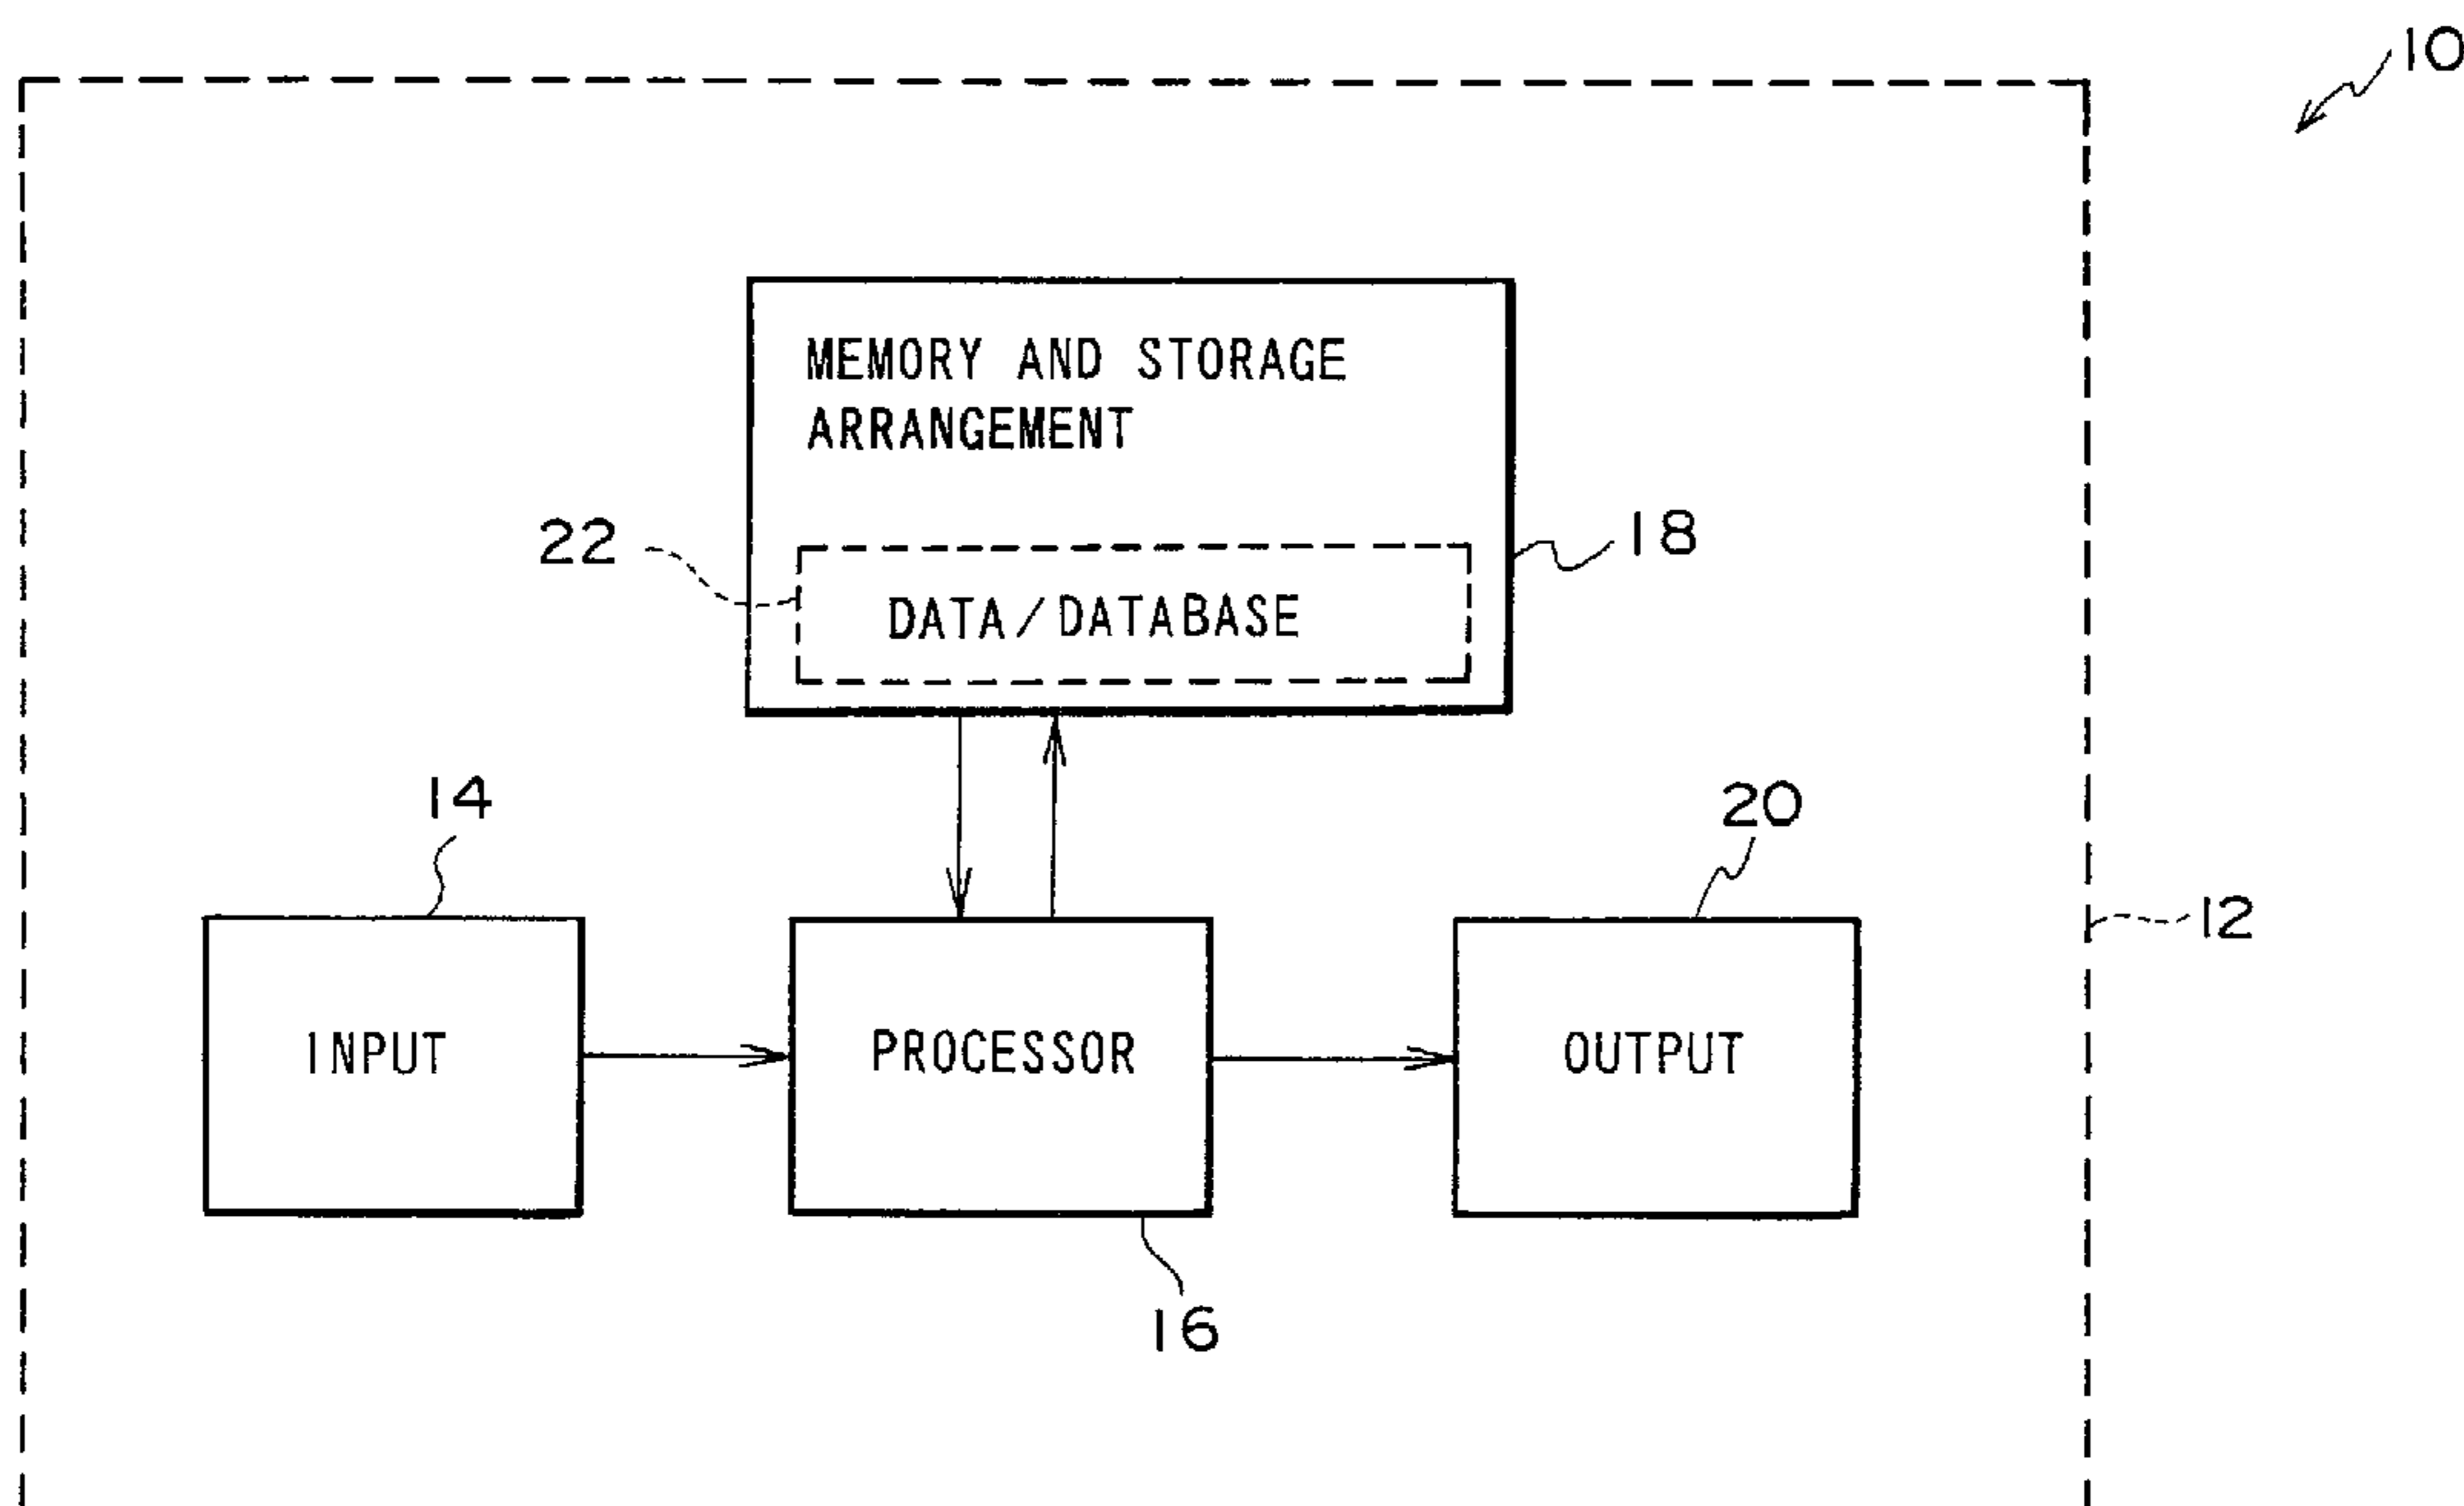 10
MEMORY AND STORAGE
ARRANGEMENT
22
18
DATA/DATABASE
14
20
12
INPUT
PROCESSOR
OUTPUT
16